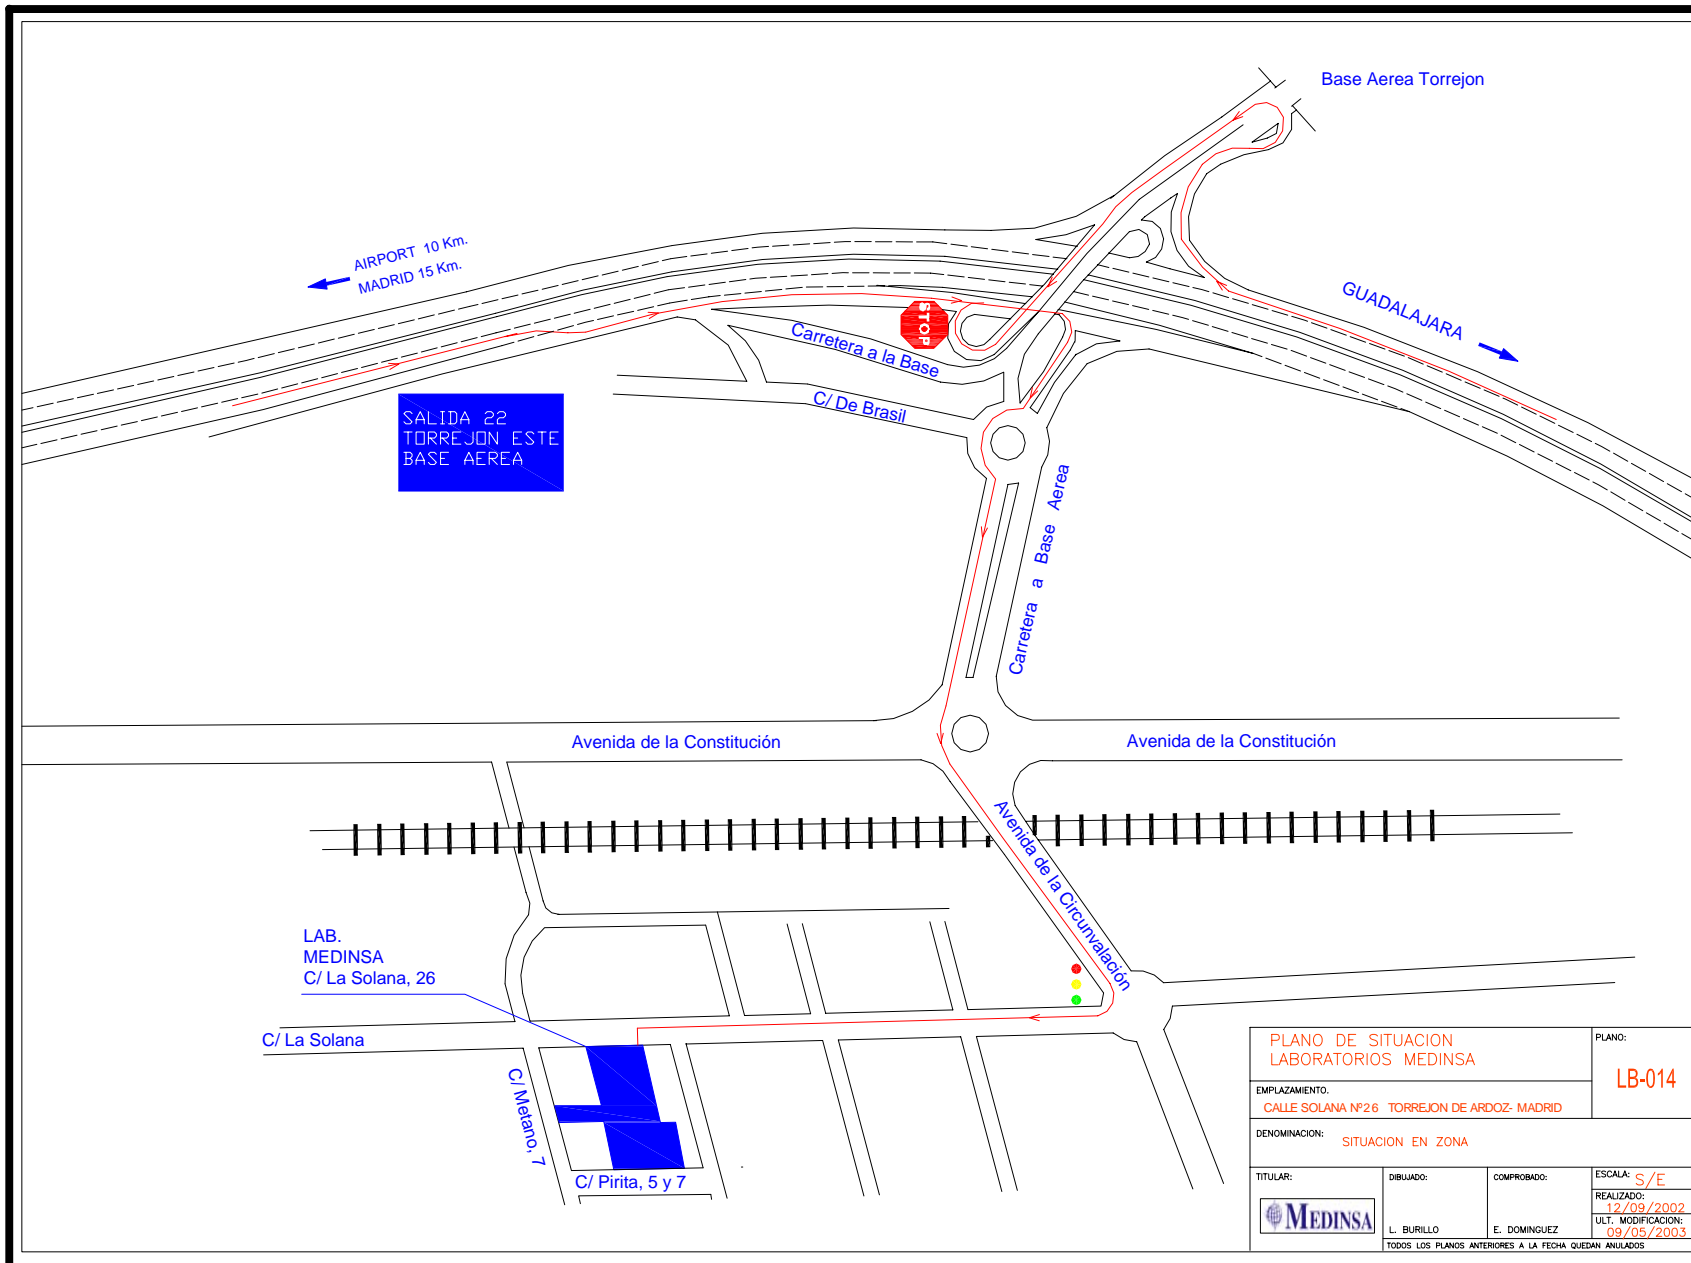 Base Aerea Torrejon
AIRPORT 10 Km.
MADRID 15 Km.
GUADALAJARA
STOP
Carretera a la Base
C/ De Brasil
SALIDA 22
TORREJON ESTE
BASE AEREA
Carretera a Base Aerea
Avenida de la Constitución
Avenida de la Constitución
Avenida de la Circunvalación
LAB.
MEDINSA
C/ La Solana, 26
C/ La Solana
C/ Metano, 7
C/ Pirita, 5 y 7
PLANO DE SITUACION
LABORATORIOS MEDINSA
PLANO:
LB-014
EMPLAZAMIENTO.
CALLE SOLANA Nº26 TORREJON DE ARDOZ- MADRID
DENOMINACION:
SITUACION EN ZONA
TITULAR:
MEDINSA
DIBUJADO:
L. BURILLO
COMPROBADO:
E. DOMINGUEZ
ESCALA: S/E
REALIZADO:
12/09/2002
ULT. MODIFICACION:
09/05/2003
TODOS LOS PLANOS ANTERIORES A LA FECHA QUEDAN ANULADOS